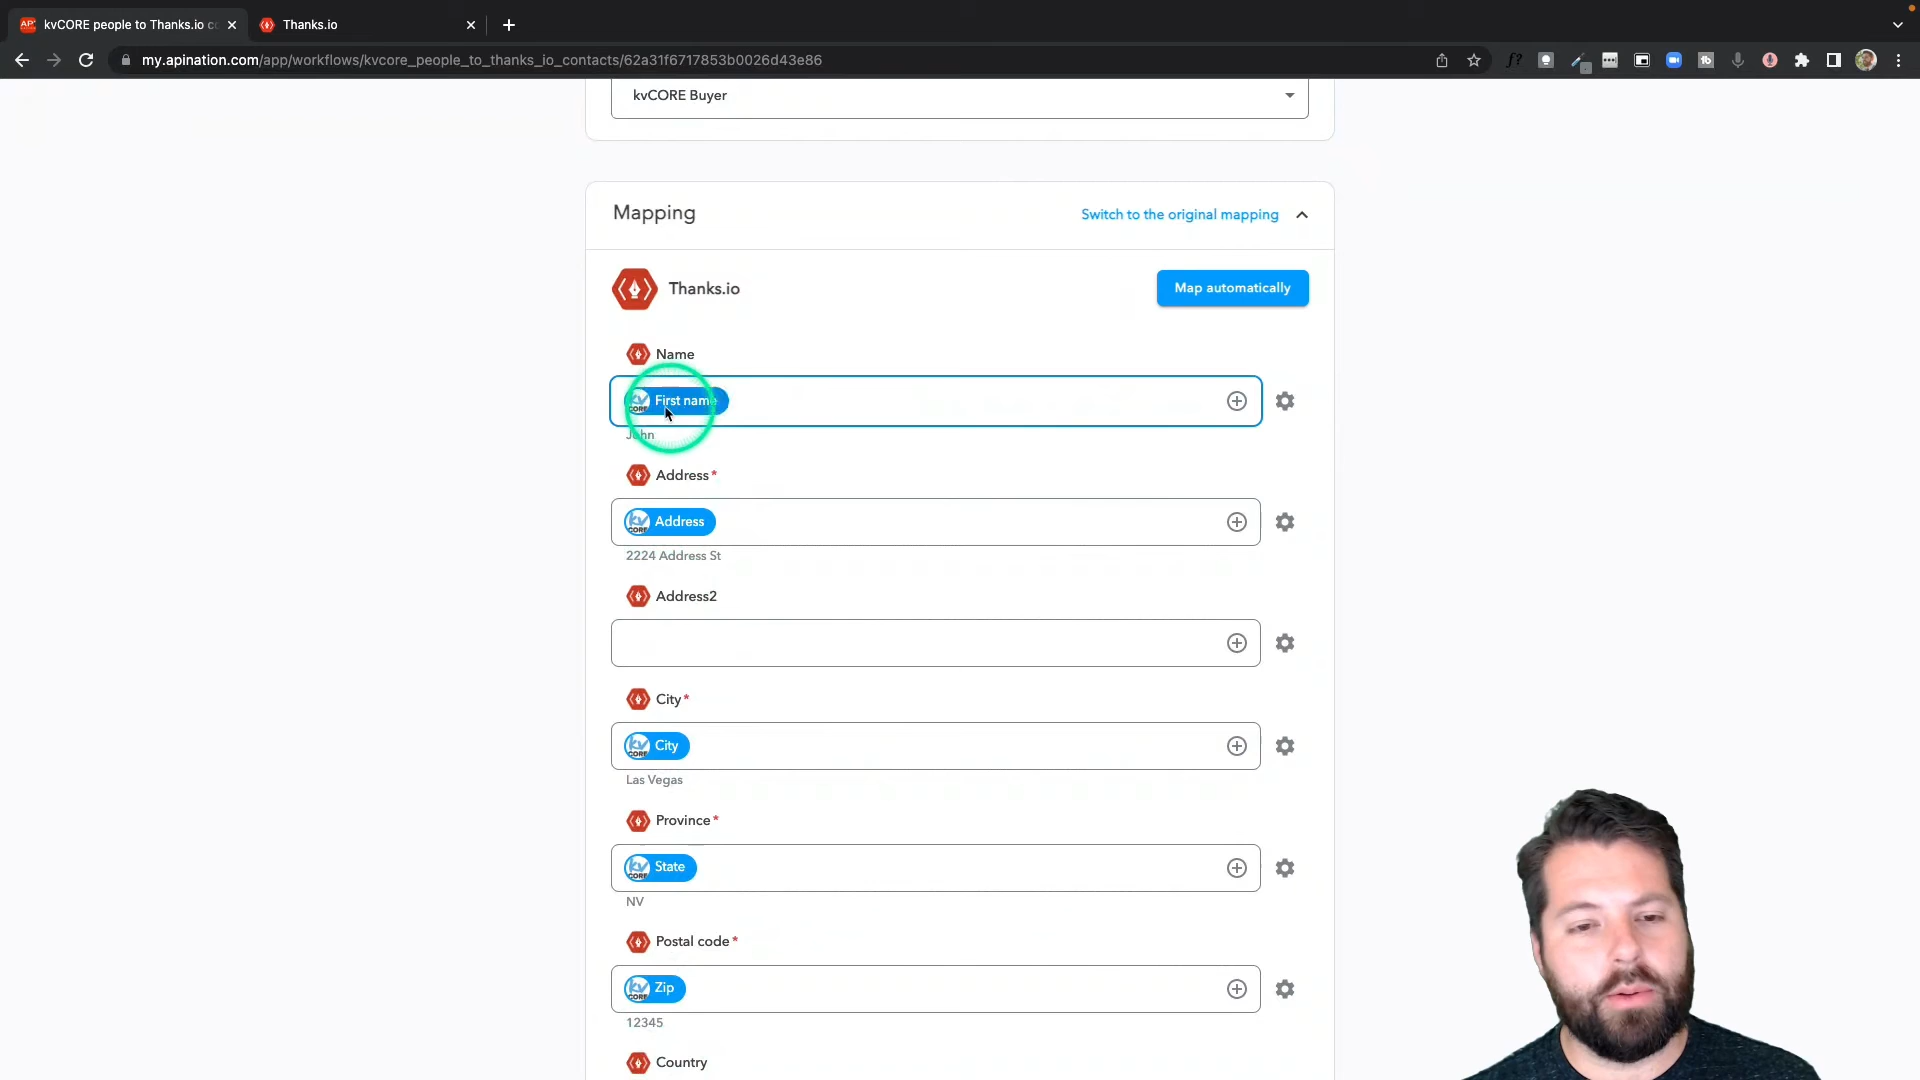 kvCORE people to Thanks.io co
Thanks.io
my.apination.com/app/workflows/kvcore_people_to_thanks_io_contacts/62a31f6717853b0026d43e86
kvCORE Buyer
Mapping
Switch to the original mapping
Thanks.io
Map automatically
Name
First name
John
Address*
Address
2224 Address St
Address2
City*
City
Las Vegas
Province*
State
NV
Postal code*
Zip
12345
Country